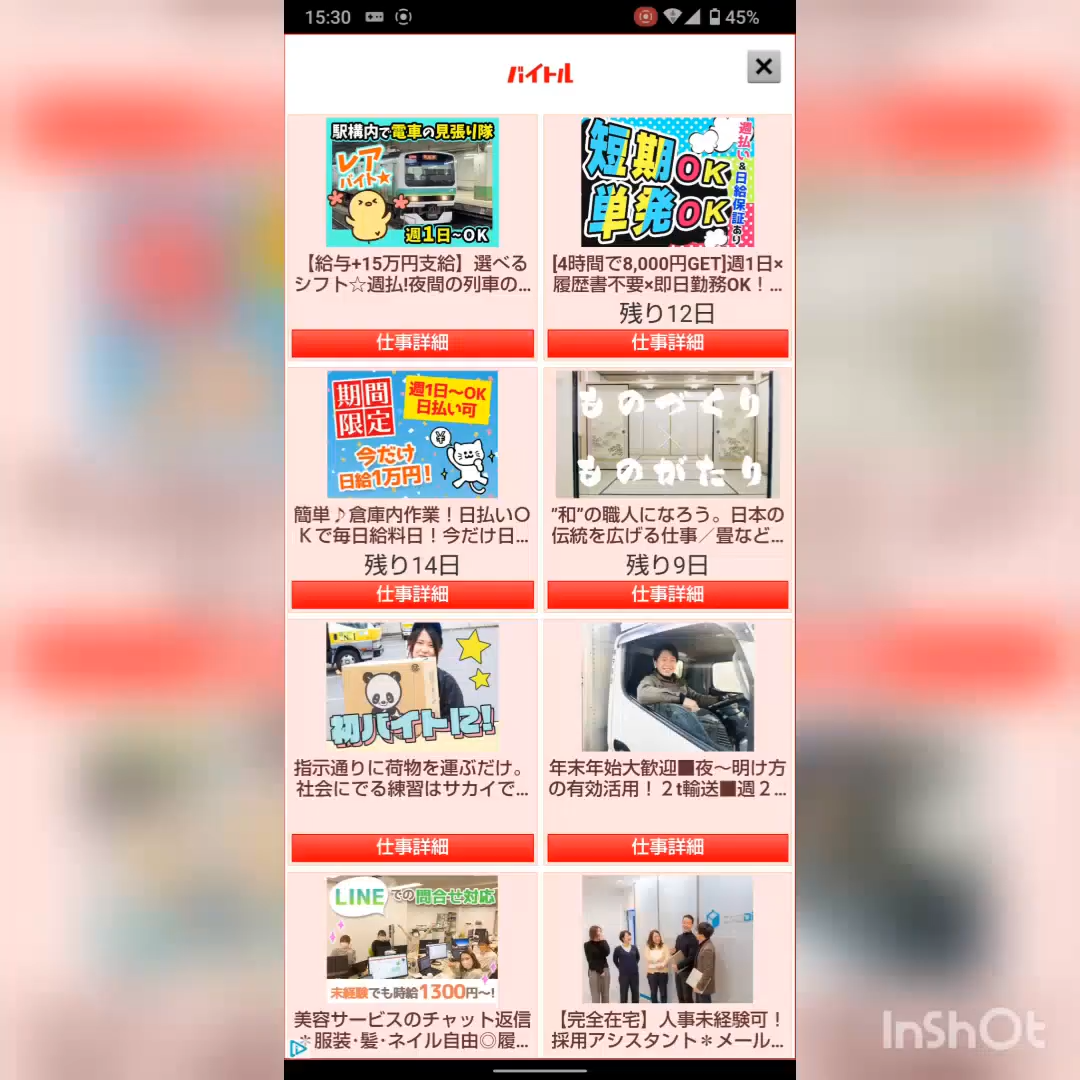 15:30
45%
バイトル
駅構内で電車の見張り隊
レア
バイト★
週1日~OK
【給与+15万円支給】選べる
シフト☆週払!夜間の列車の…
仕事詳細
短期OK
単発OK
週払い&日給保証あり
[4時間で8,000円GET]週1日×
履歴書不要×即日勤務OK！…
残り12日
仕事詳細
期間
限定
週1日〜OK
日払い可
今だけ
日給1万円！
簡単♪倉庫内作業！日払いＯ
Ｋで毎日給料日！今だけ日…
残り14日
仕事詳細
ものづくり
×
ものがたり
”和”の職人になろう。日本の
伝統を広げる仕事／畳など…
残り9日
仕事詳細
初バイトに!
指示通りに荷物を運ぶだけ。
社会にでる練習はサカイで…
仕事詳細
年末年始大歓迎■夜〜明け方
の有効活用！２t輸送■週２…
仕事詳細
LINEでの問合せ対応
未経験でも時給1300円〜!
美容サービスのチャット返信
＊服装･髪･ネイル自由◎履…
【完全在宅】人事未経験可！
採用アシスタント＊メール…
InShOt